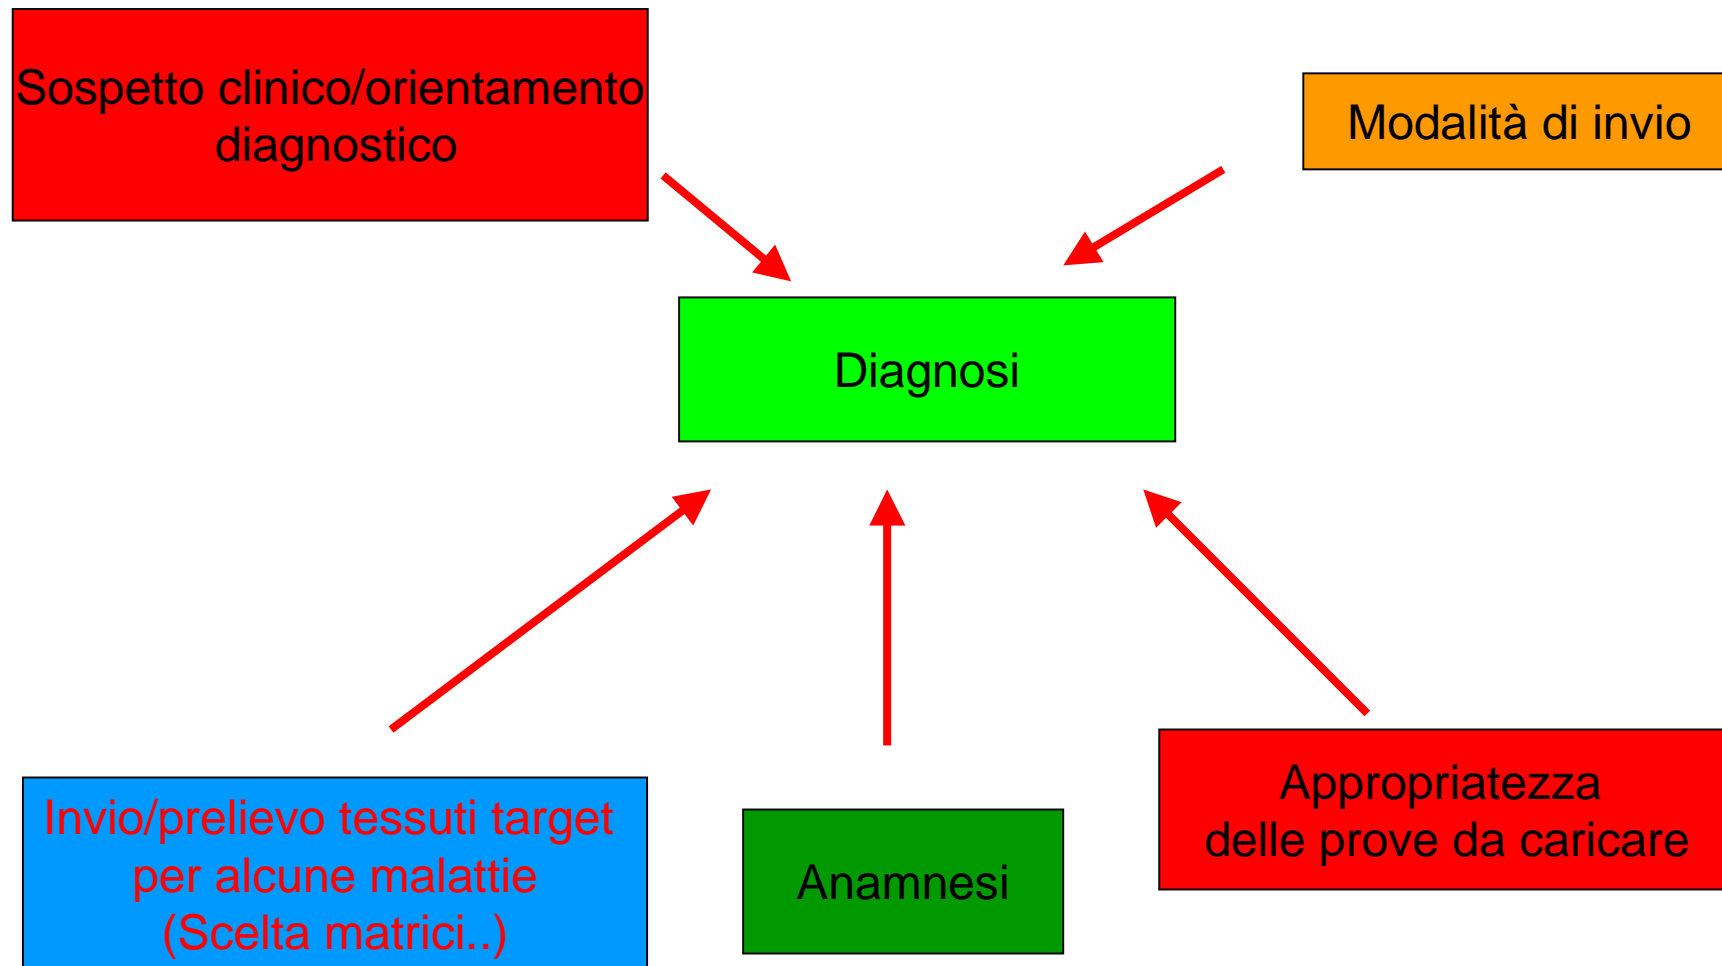 Sospetto clinico/orientamento
diagnostico
Modalità di invio
Diagnosi
Invio/prelievo tessuti target
per alcune malattie
(Scelta matrici..)
Anamnesi
Appropriatezza
delle prove da caricare